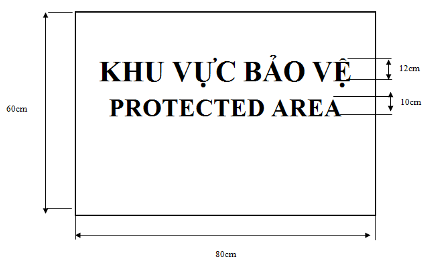 KHU VỰC BẢO VỆ
12cm
PROTECTED AREA
10cm
60cm
80cm